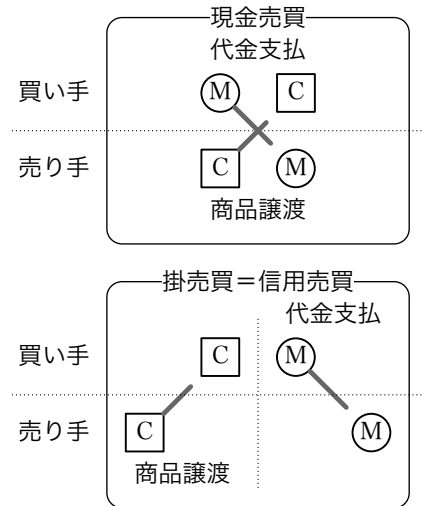 現金売買
代金支払
買い手 M C
売り手 C M
商品譲渡
掛売買＝信用売買
代金支払
買い手 C M
売り手 C M
商品譲渡